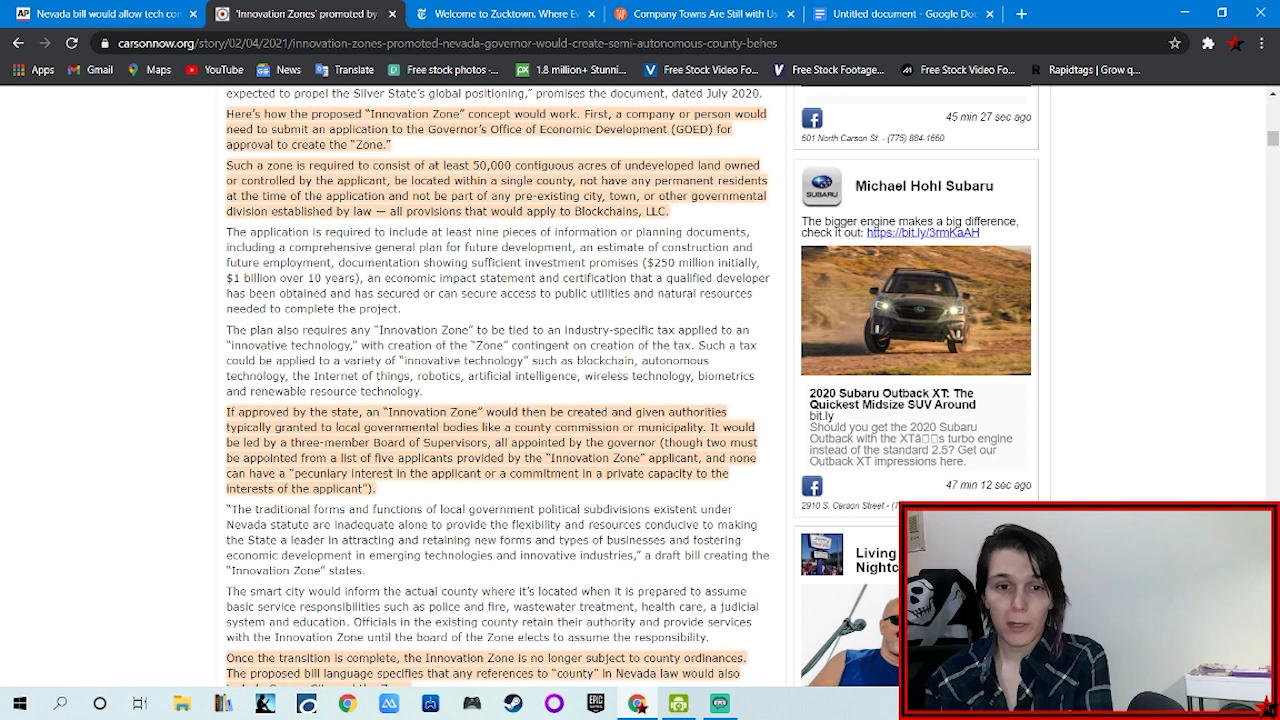 Nevada bill would allow tech con
'Innovation Zones' promoted by
Welcome to Zucktown. Where Ev
Company Towns Are Still with Us
Untitled document - Google Doc
carsonnow.org/story/02/04/2021/innovation-zones-promoted-nevada-governor-would-create-semi-autonomous-county-behes
Apps
Gmail
Maps
YouTube
News
Translate
Free stock photos -...
1.8 million+ Stunni...
Free Stock Video Fo...
Free Stock Footage...
Free Stock Video Fo...
Rapidtags | Grow q...
expected to propel the Silver State's global positioning," promises the document, dated July 2020.
Here's how the proposed "Innovation Zone" concept would work. First, a company or person would
need to submit an application to the Governor's Office of Economic Development (GOED) for
approval to create the "Zone."
Such a zone is required to consist of at least 50,000 contiguous acres of undeveloped land owned
or controlled by the applicant, be located within a single county, not have any permanent residents
at the time of the application and not be part of any pre-existing city, town, or other governmental
division established by law — all provisions that would apply to Blockchains, LLC.
The application is required to include at least nine pieces of information or planning documents,
including a comprehensive general plan for future development, an estimate of construction and
future employment, documentation showing sufficient investment promises ($250 million initially,
$1 billion over 10 years), an economic impact statement and certification that a qualified developer
has been obtained and has secured or can secure access to public utilities and natural resources
needed to complete the project.
The plan also requires any "Innovation Zone" to be tied to an industry-specific tax applied to an
"innovative technology," with creation of the "Zone" contingent on creation of the tax. Such a tax
could be applied to a variety of "innovative technology" such as blockchain, autonomous
technology, the Internet of things, robotics, artificial intelligence, wireless technology, biometrics
and renewable resource technology.
If approved by the state, an "Innovation Zone" would then be created and given authorities
typically granted to local governmental bodies like a county commission or municipality. It would
be led by a three-member Board of Supervisors, all appointed by the governor (though two must
be appointed from a list of five applicants provided by the "Innovation Zone" applicant, and none
can have a "pecuniary interest in the applicant or a commitment in a private capacity to the
interests of the applicant").
"The traditional forms and functions of local government political subdivisions existent under
Nevada statute are inadequate alone to provide the flexibility and resources conducive to making
the State a leader in attracting and retaining new forms and types of businesses and fostering
economic development in emerging technologies and innovative industries," a draft bill creating the
"Innovation Zone" states.
The smart city would inform the actual county where it's located when it is prepared to assume
basic service responsibilities such as police and fire, wastewater treatment, health care, a judicial
system and education. Officials in the existing county retain their authority and provide services
with the Innovation Zone until the board of the Zone elects to assume the responsibility.
Once the transition is complete, the Innovation Zone is no longer subject to county ordinances.
The proposed bill language specifies that any references to "county" in Nevada law would also
45 min 27 sec ago
501 North Carson St. - (775) 884-1660
SUBARU
Michael Hohl Subaru
The bigger engine makes a big difference,
check it out: https://bit.ly/3rmKaAH
2020 Subaru Outback XT: The
Quickest Midsize SUV Around
bit.ly
Should you get the 2020 Subaru
Outback with the XTâ€™s turbo engine
instead of the standard 2.5? Get our
Outback XT impressions here.
47 min 12 sec ago
2910 S. Carson Street - (7
Living
Nightc
EPIC
GAMES